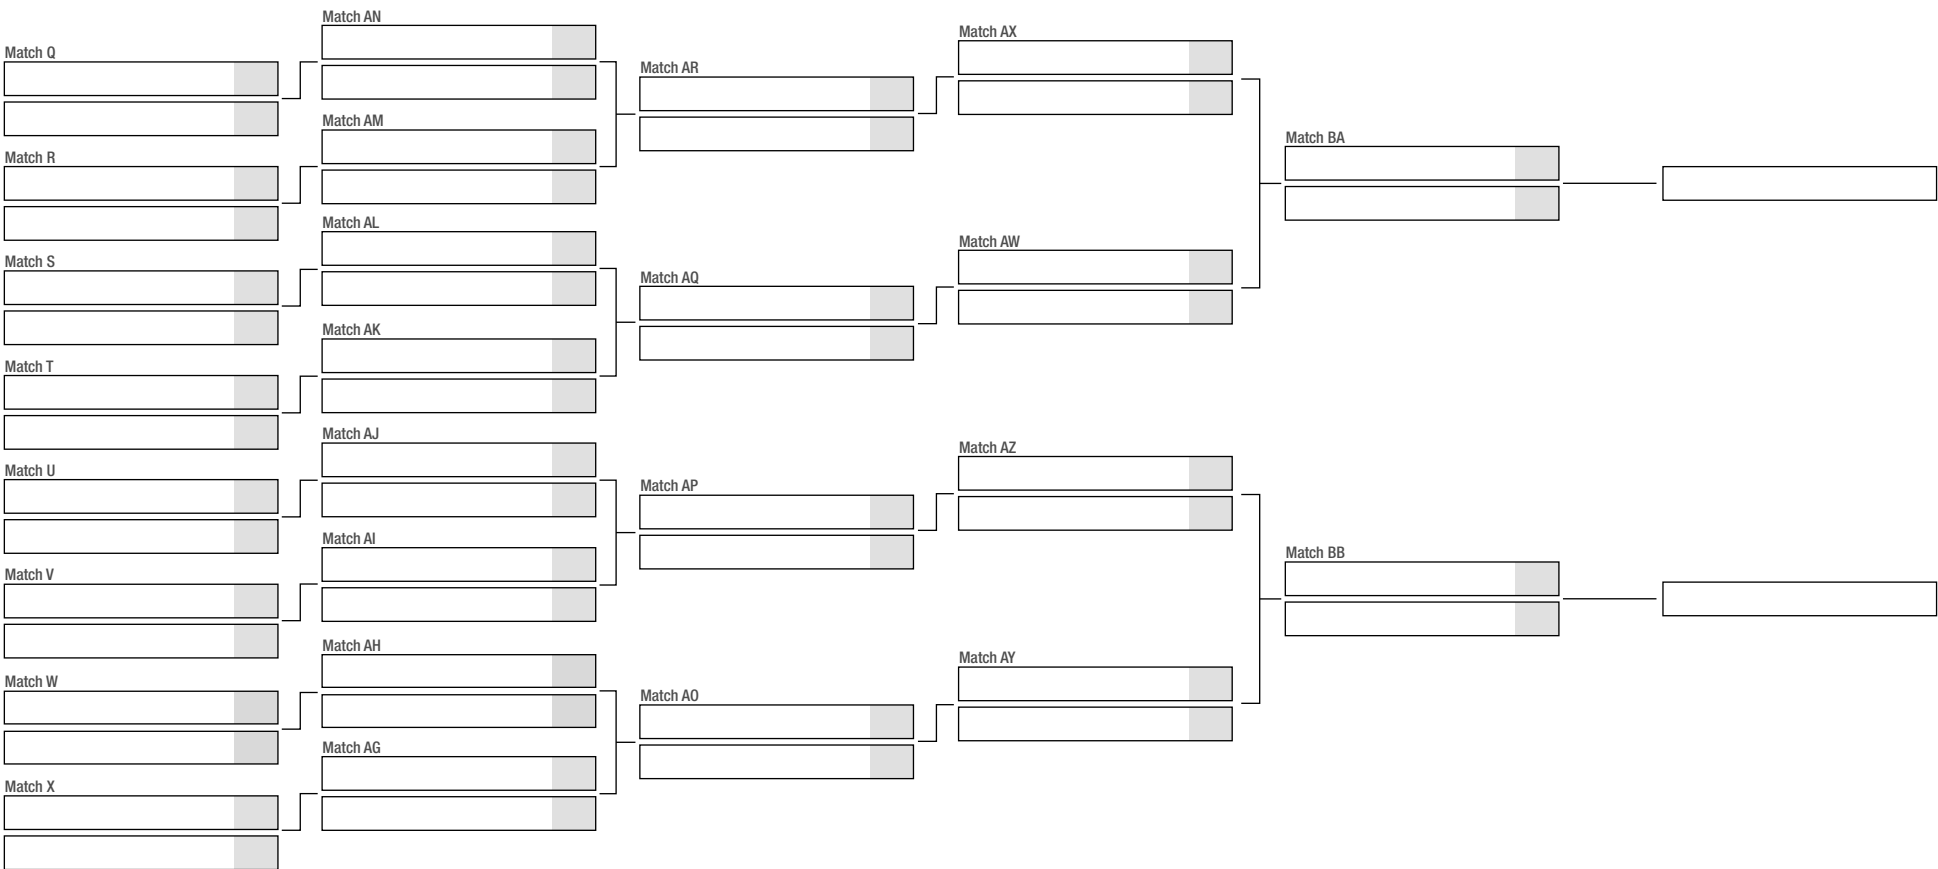 Match Q
Match R
Match S
Match T
Match U
Match V
Match W
Match X
Match AN
Match AM
Match AL
Match AK
Match AJ
Match AI
Match AH
Match AG
Match AR
Match AQ
Match AP
Match AO
Match AX
Match AW
Match AZ
Match AY
Match BA
Match BB